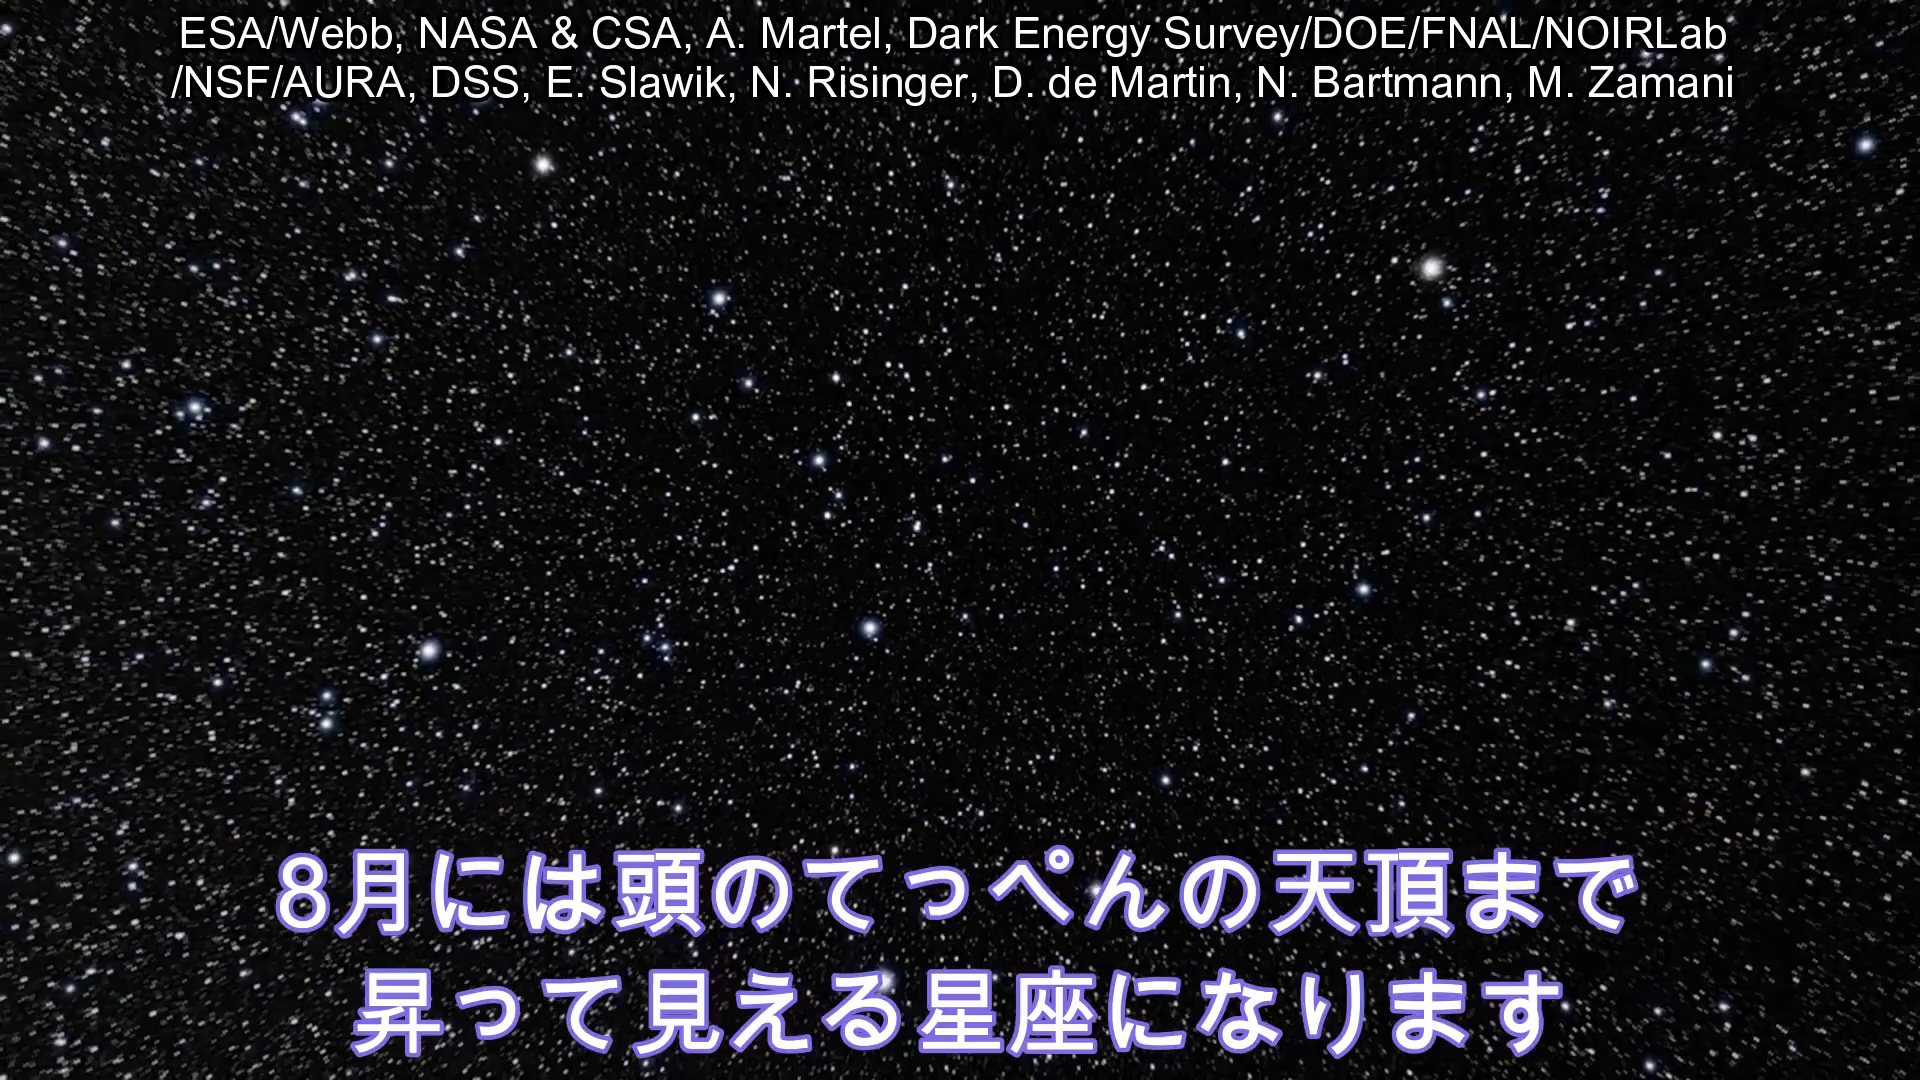 ESA/Webb, NASA & CSA, A. Martel, Dark Energy Survey/DOE/FNAL/NOIRLab
/NSF/AURA, DSS, E. Slawik, N. Risinger, D. de Martin, N. Bartmann, M. Zamani
8月には頭のてっぺんの天頂まで
昇って見える星座になります